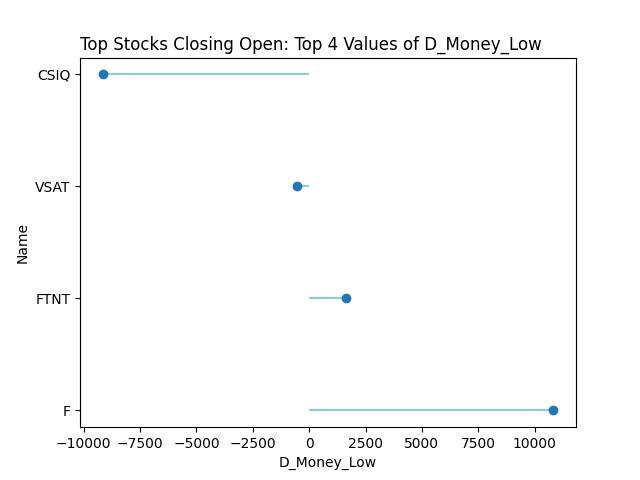 Top Stocks Closing Open: Top 4 Values of D_Money_Low
CSIQ
VSAT
FTNT
F
Name
−10000 −7500 −5000 −2500 0 2500 5000 7500 10000
D_Money_Low